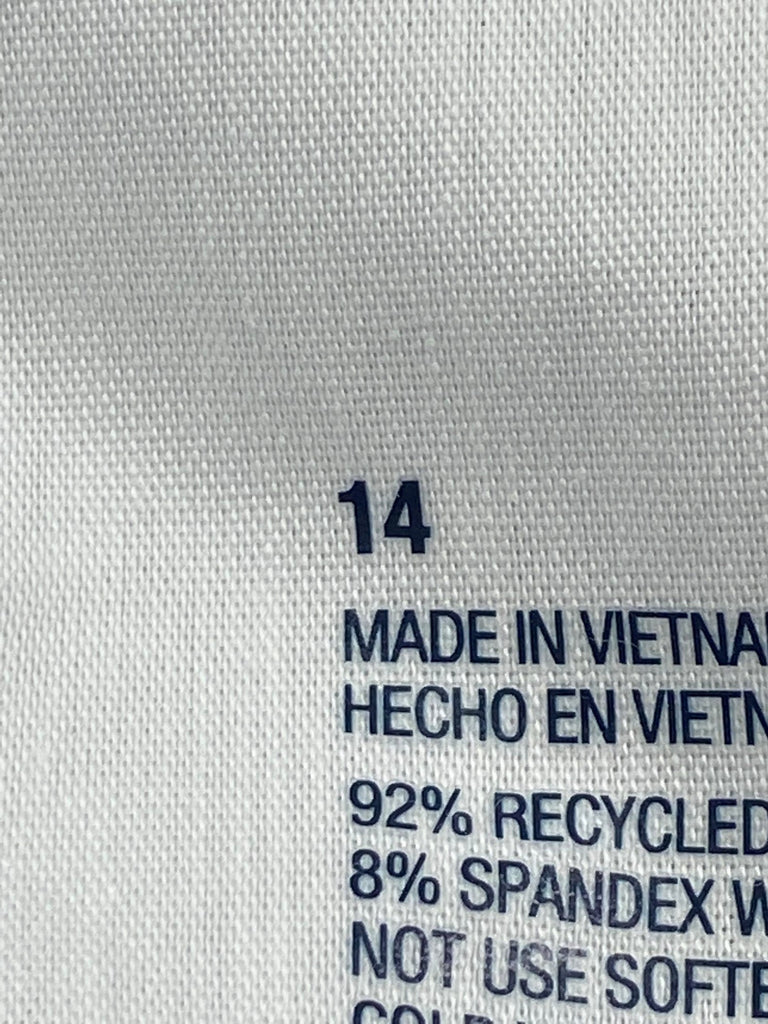 14
MADE IN VIETNA
HECHO EN VIETN
92% RECYCLED
8% SPANDEX W
NOT USE SOFTE